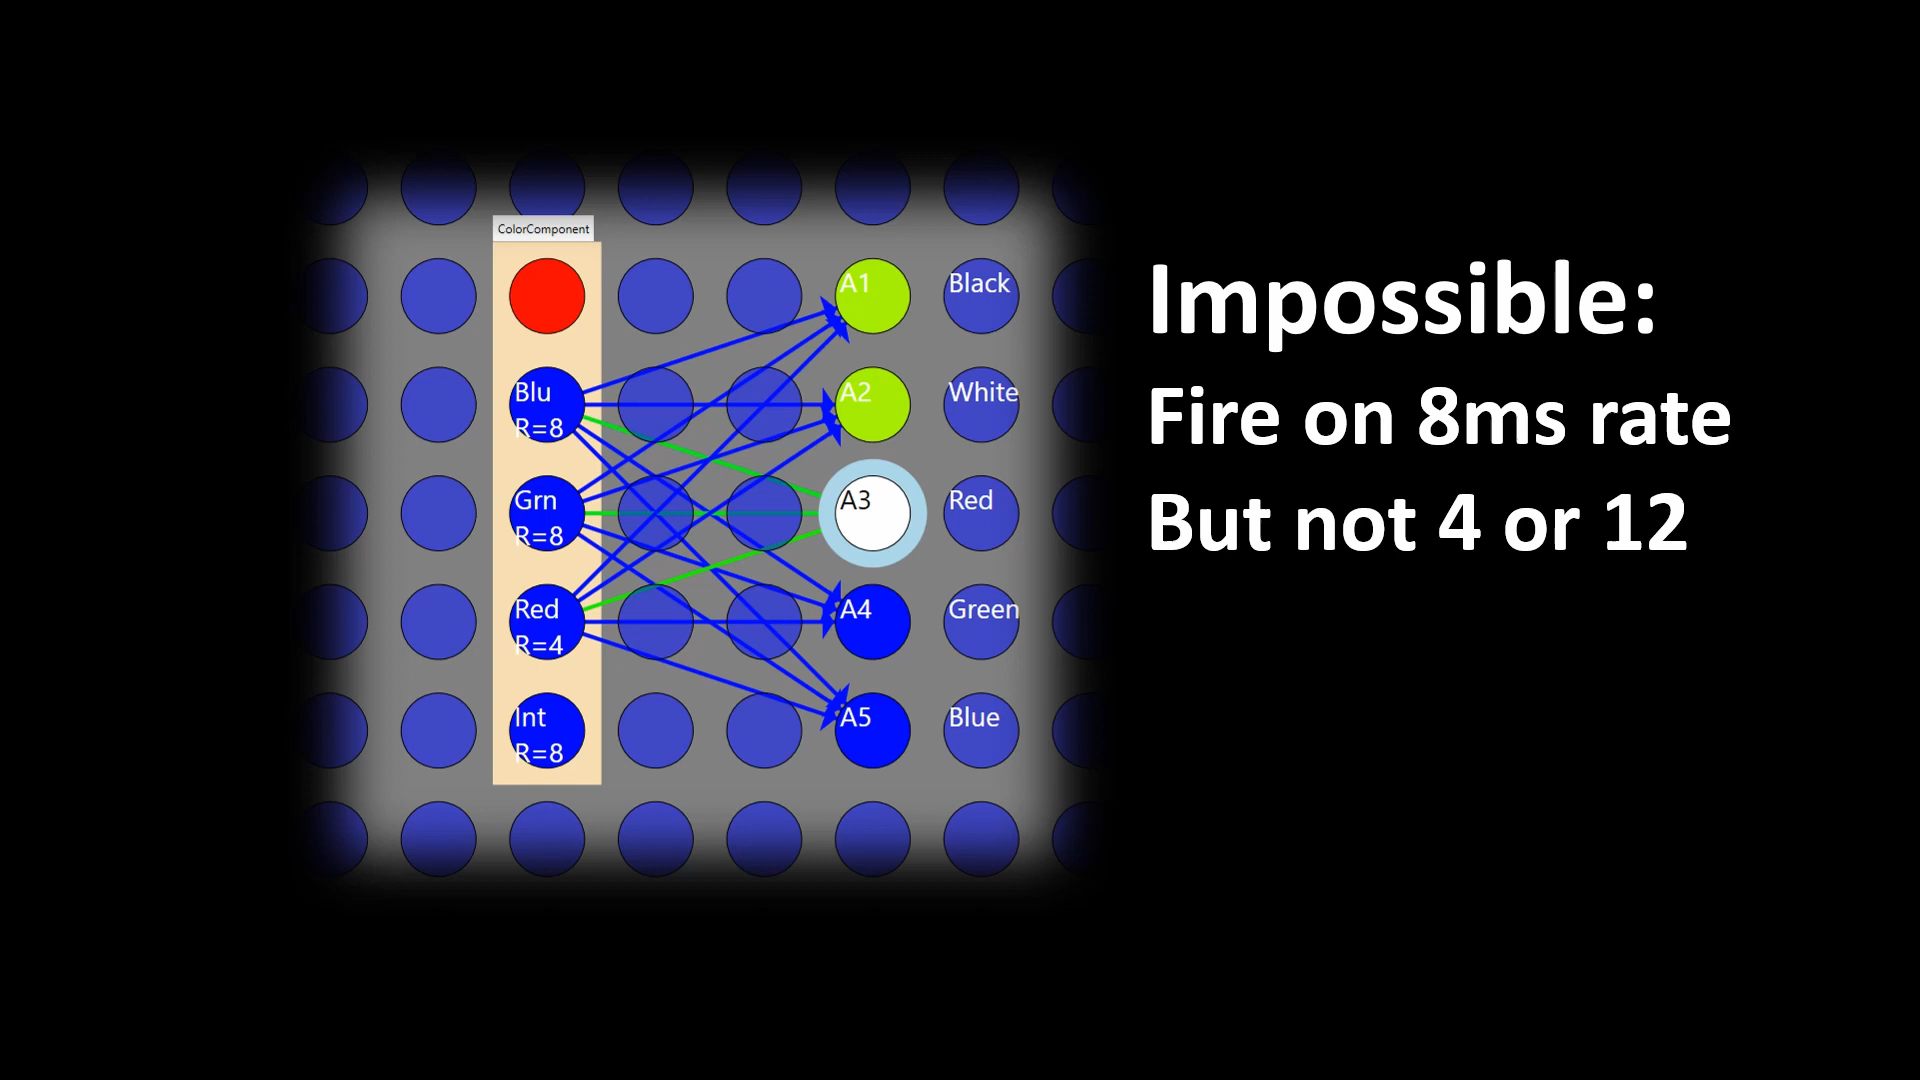 ColorComponent
A1 Black
Blu A2 White
R=8
Grn A3 Red
R=8
Red A4 Green
R=4
Int A5 Blue
R=8
Impossible:
Fire on 8ms rate
But not 4 or 12